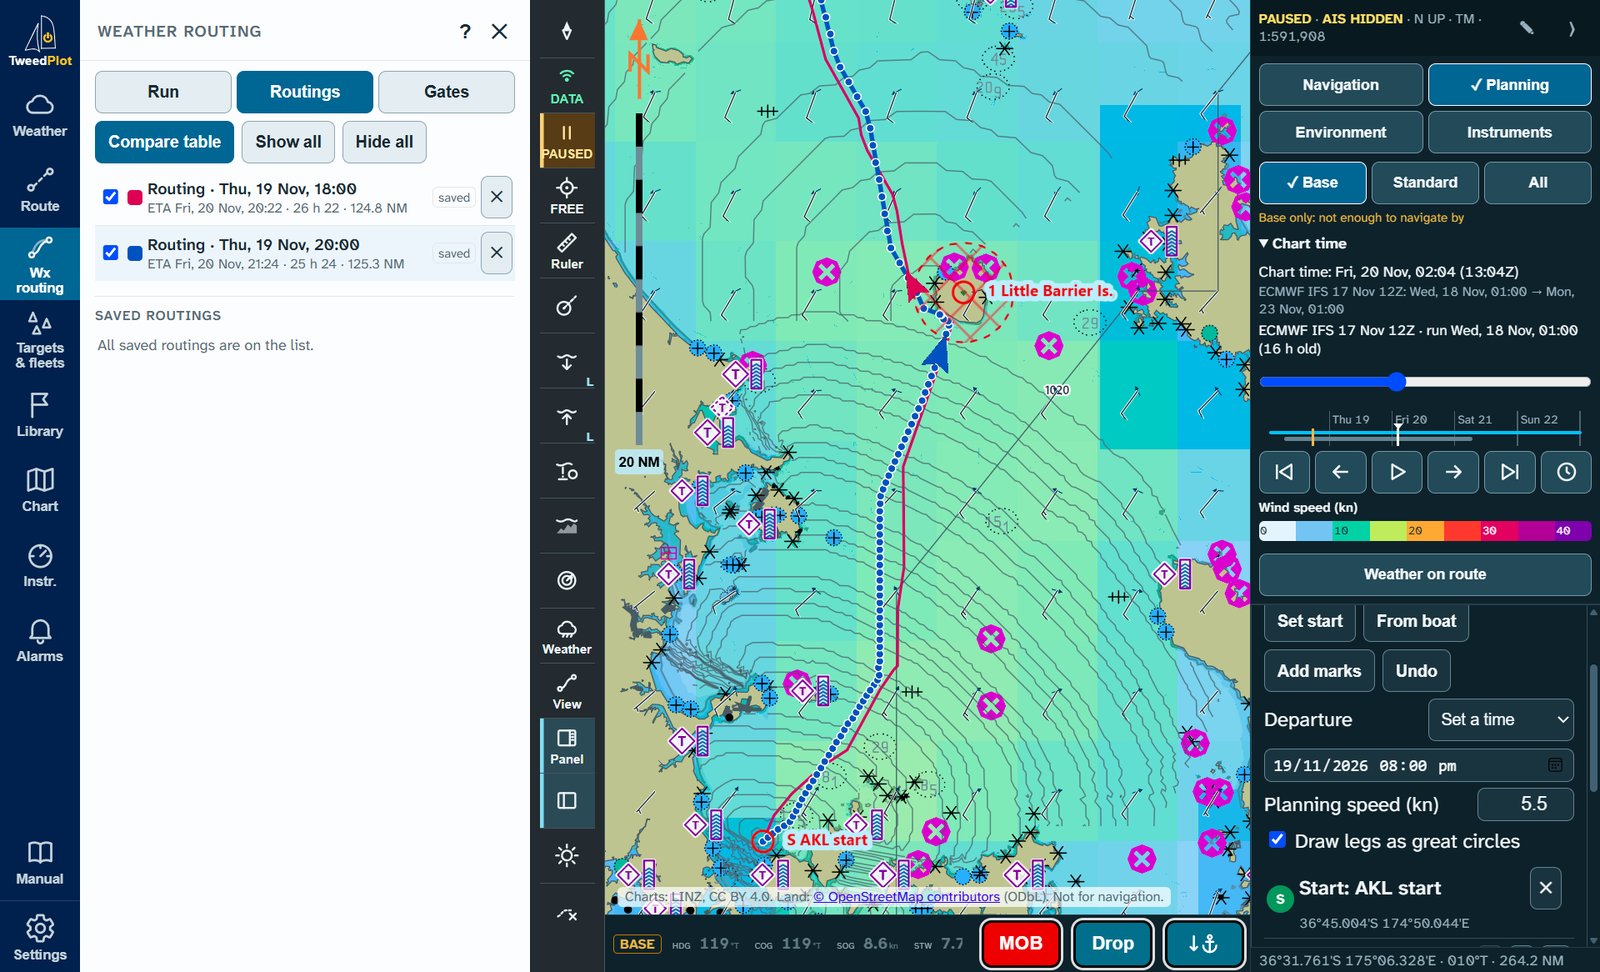 TweedPlot
Weather
Route
Wx
routing
Targets
& fleets
Library
Chart
Instr.
Alarms
Manual
Settings
WEATHER ROUTING
?
Run
Routings
Gates
Compare table
Show all
Hide all
Routing · Thu, 19 Nov, 18:00
ETA Fri, 20 Nov, 20:22 · 26 h 22 · 124.8 NM
saved
Routing · Thu, 19 Nov, 20:00
ETA Fri, 20 Nov, 21:24 · 25 h 24 · 125.3 NM
saved
SAVED ROUTINGS
All saved routings are on the list.
DATA
PAUSED
FREE
Ruler
L
L
Weather
View
Panel
N
45
1 Little Barrier Is.
29
1020
20 NM
151
29
S AKL start
Charts: LINZ, CC BY 4.0. Land: © OpenStreetMap contributors (ODbL). Not for navigation.
BASE
HDG 119°T
COG 119°T
SOG 8.6kn
STW 7.7
MOB
Drop
PAUSED · AIS HIDDEN · N UP · TM ·
1:591,908
Navigation
✓ Planning
Environment
Instruments
✓ Base
Standard
All
Base only: not enough to navigate by
▾ Chart time
Chart time: Fri, 20 Nov, 02:04 (13:04Z)
ECMWF IFS 17 Nov 12Z: Wed, 18 Nov, 01:00 → Mon,
23 Nov, 01:00
ECMWF IFS 17 Nov 12Z · run Wed, 18 Nov, 01:00
(16 h old)
Thu 19
Fri 20
Sat 21
Sun 22
Wind speed (kn)
0
10
20
30
40
Weather on route
Set start
From boat
Add marks
Undo
Departure
Set a time
19/11/2026 08:00 pm
Planning speed (kn)
5.5
Draw legs as great circles
S
Start: AKL start
36°45.004'S 174°50.044'E
36°31.761'S 175°06.328'E · 010°T · 264.2 NM